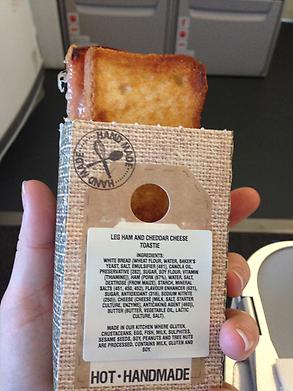 HAND MADE
HAND MADE
LEG HAM AND CHEDDAR CHEESE
TOASTIE
INGREDIENTS:
WHITE BREAD (WHEAT FLOUR, WATER, BAKER'S
YEAST, SALT, EMULSIFIER (481), CANOLA OIL,
PRESERVATIVE (282), SUGAR, SOY FLOUR, VITAMIN
(THIAMINE)), HAM (PORK (67%), WATER, SALT,
DEXTROSE (FROM MAIZE), STARCH, MINERAL
SALTS (451, 450, 452), FLAVOUR ENHANCER (621),
SUGAR, ANTIOXIDANT (316), SODIUM NITRITE
(250)), CHEESE (CHEESE (MILK, SALT, STARTER
CULTURE, ENZYME), ANTICAKING AGENT (460)),
BUTTER (BUTTER, VEGETABLE OIL, LACTIC
CULTURE, SALT).
MADE IN OUR KITCHEN WHERE GLUTEN,
CRUSTACEANS, EGG, FISH, MILK, SULPHITES,
SESAME SEEDS, SOY, PEANUTS AND TREE NUTS
ARE PROCESSED. CONTAINS MILK, GLUTEN AND
SOY.
HOT • HANDMADE